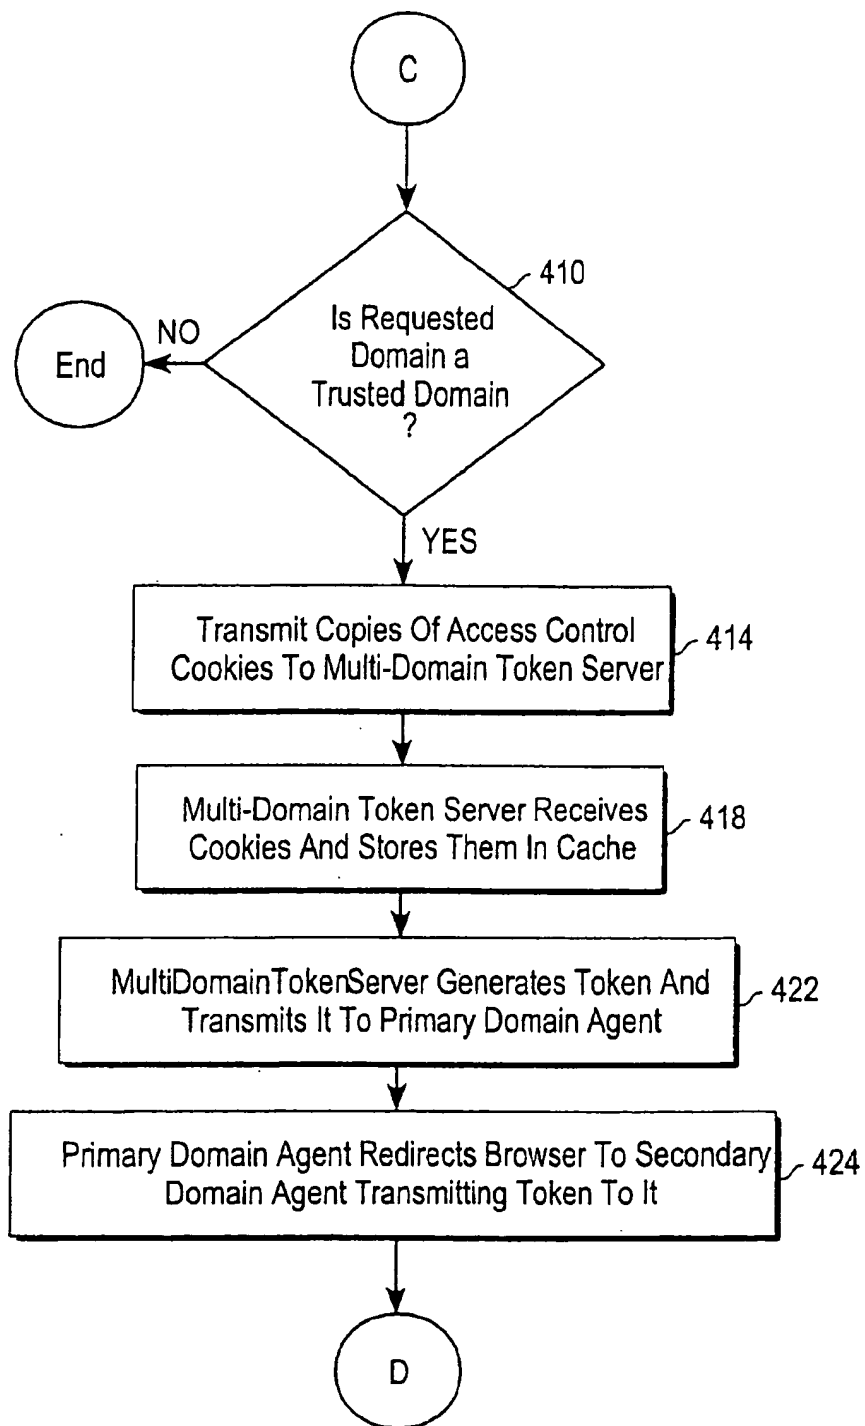 C
410
Is Requested
Domain a
Trusted Domain
?
NO
End
YES
Transmit Copies Of Access Control
Cookies To Multi-Domain Token Server
414
Multi-Domain Token Server Receives
Cookies And Stores Them In Cache
418
MultiDomainTokenServer Generates Token And
Transmits It To Primary Domain Agent
422
Primary Domain Agent Redirects Browser To Secondary
Domain Agent Transmitting Token To It
424
D